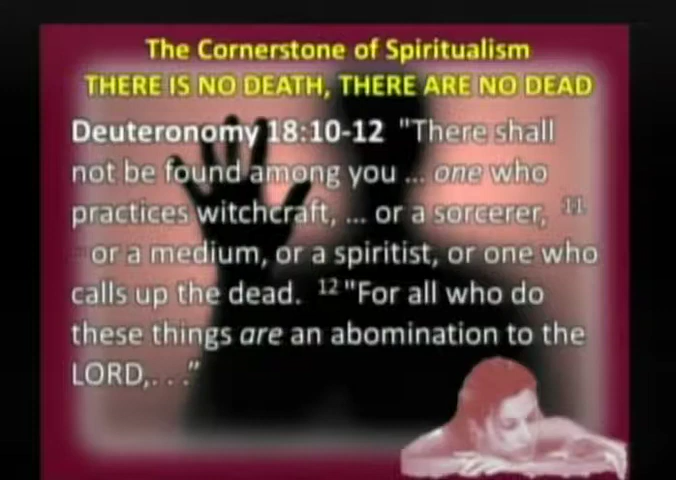 The Cornerstone of Spiritualism
THERE IS NO DEATH, THERE ARE NO DEAD
Deuteronomy 18:10-12 "There shall
not be found among you ... one who
practices witchcraft, ... or a sorcerer, 11
or a medium, or a spiritist, or one who
calls up the dead. 12 "For all who do
these things are an abomination to the
LORD,. . ."